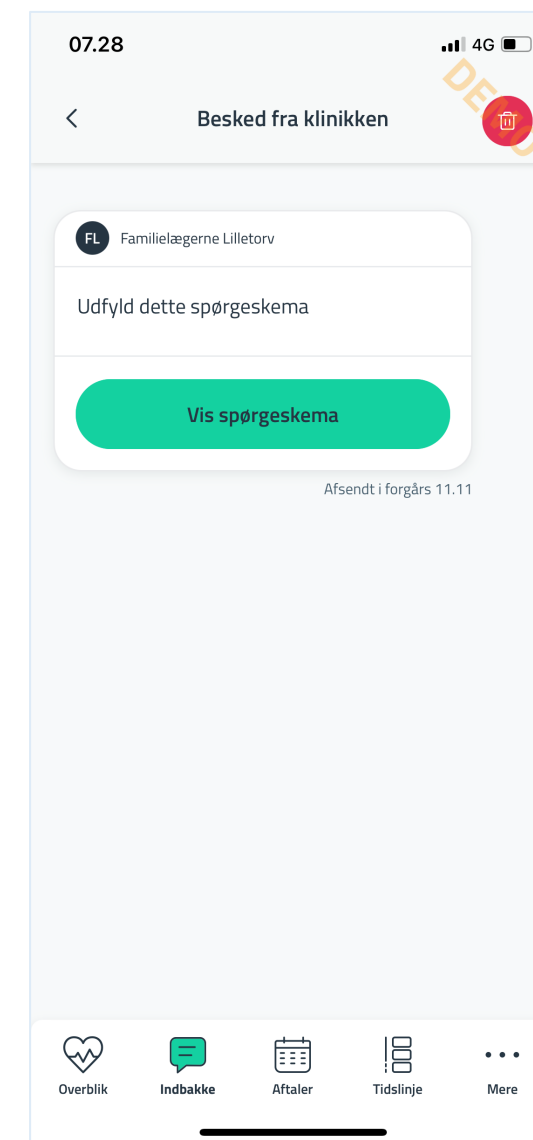 07.28
4G
DEMO
Besked fra klinikken
FL Familielægerne Lilletorv
Udfyld dette spørgeskema
Vis spørgeskema
Afsendt i forgårs 11.11
Overblik Indbakke Aftaler Tidslinje Mere